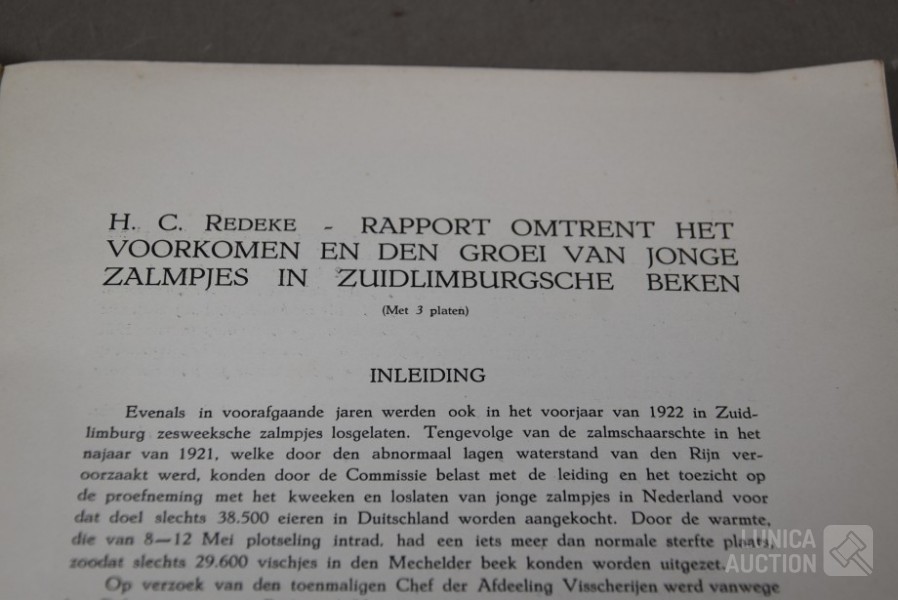 H. C. REDEKE - RAPPORT OMTRENT HET
VOORKOMEN EN DEN GROEI VAN JONGE
ZALMPJES IN ZUIDLIMBURGSCHE BEKEN
(Met 3 platen)
INLEIDING
Evenals in voorafgaande jaren werden ook in het voorjaar van 1922 in Zuid-
limburg zesweeksche zalmpjes losgelaten. Tengevolge van de zalmschaarschte in het
najaar van 1921, welke door den abnormaal lagen waterstand van den Rijn ver-
oorzaakt werd, konden door de Commissie belast met de leiding en het toezicht op
de proefneming met het kweeken en loslaten van jonge zalmpjes in Nederland voor
dat doel slechts 38.500 eieren in Duitschland worden aangekocht. Door de warmte,
die van 8—12 Mei plotseling intrad, had een iets meer dan normale sterfte plaats,
zoodat slechts 29.600 vischjes in den Mechelder beek konden worden uitgezet.
Op verzoek van den toenmaligen Chef der Afdeeling Visscherijen werd vanwege
LUNICA
AUCTION